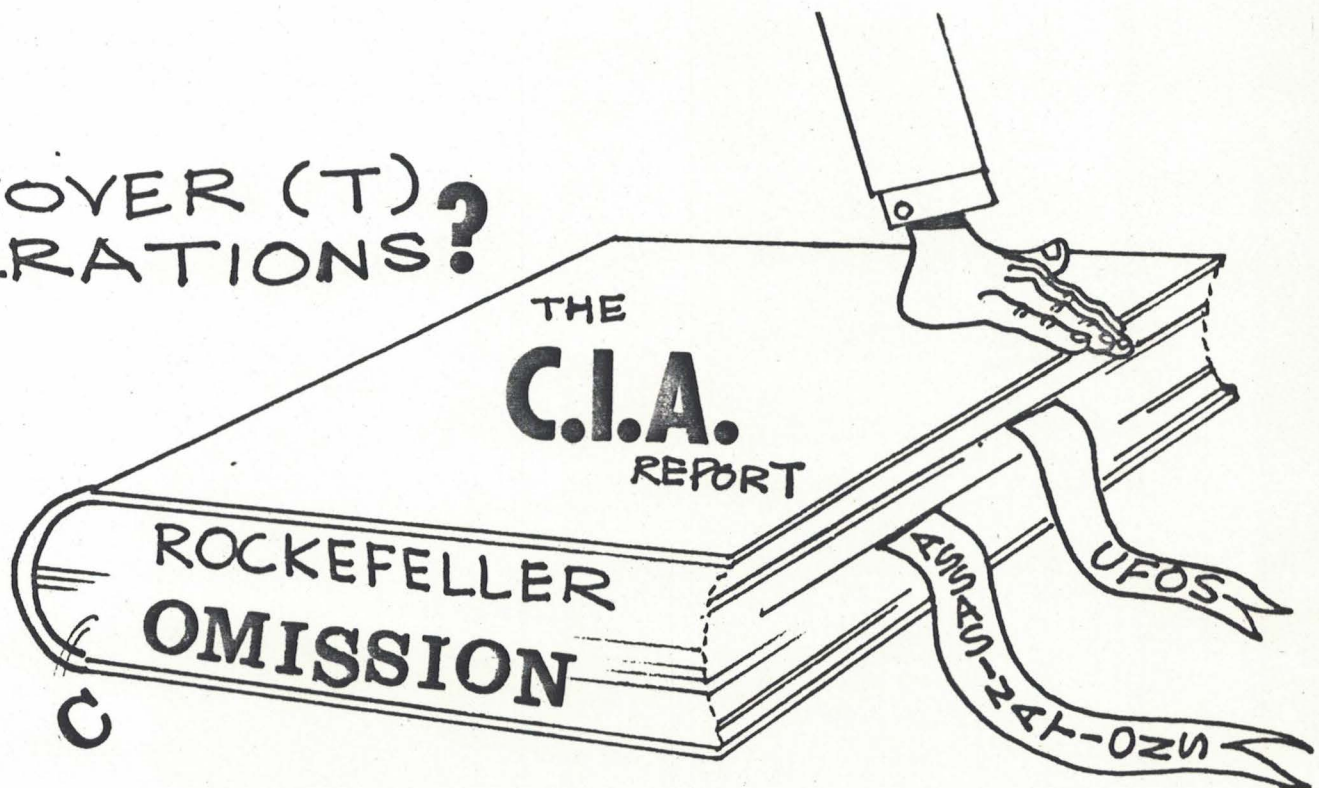 OVER (T)
RATIONS?
THE
C.I.A.
REPORT
ROCKEFELLER
OMISSION
C
UFOS
ASSASSINATIONS